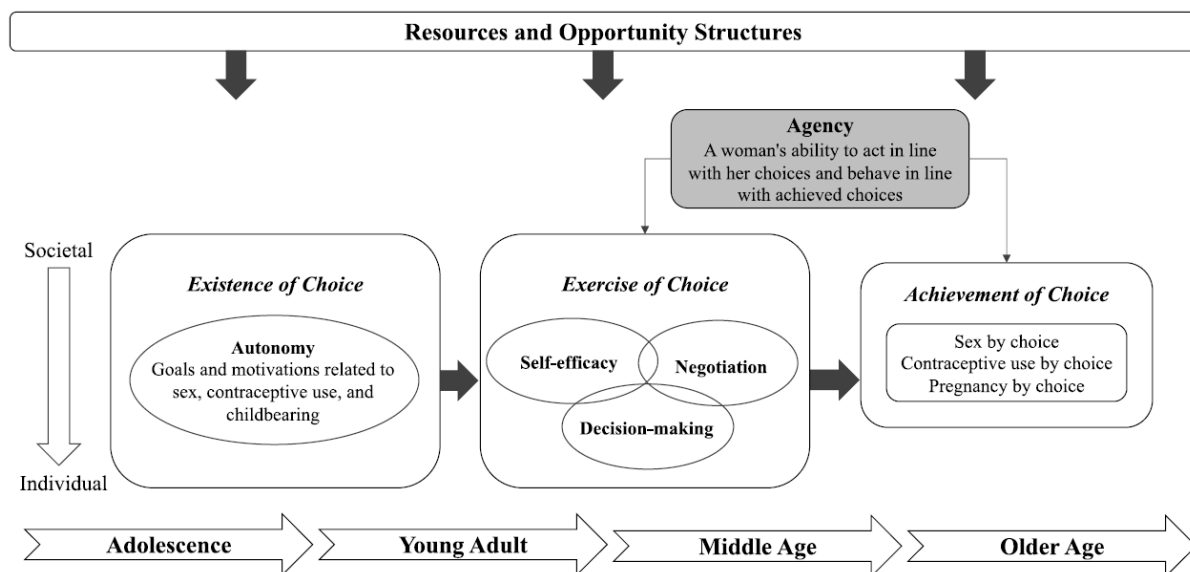 Resources and Opportunity Structures
Agency
A woman's ability to act in line
with her choices and behave in line
with achieved choices
Societal
Individual
Existence of Choice
Autonomy
Goals and motivations related to
sex, contraceptive use, and
childbearing
Exercise of Choice
Self-efficacy
Negotiation
Decision-making
Achievement of Choice
Sex by choice
Contraceptive use by choice
Pregnancy by choice
Adolescence
Young Adult
Middle Age
Older Age